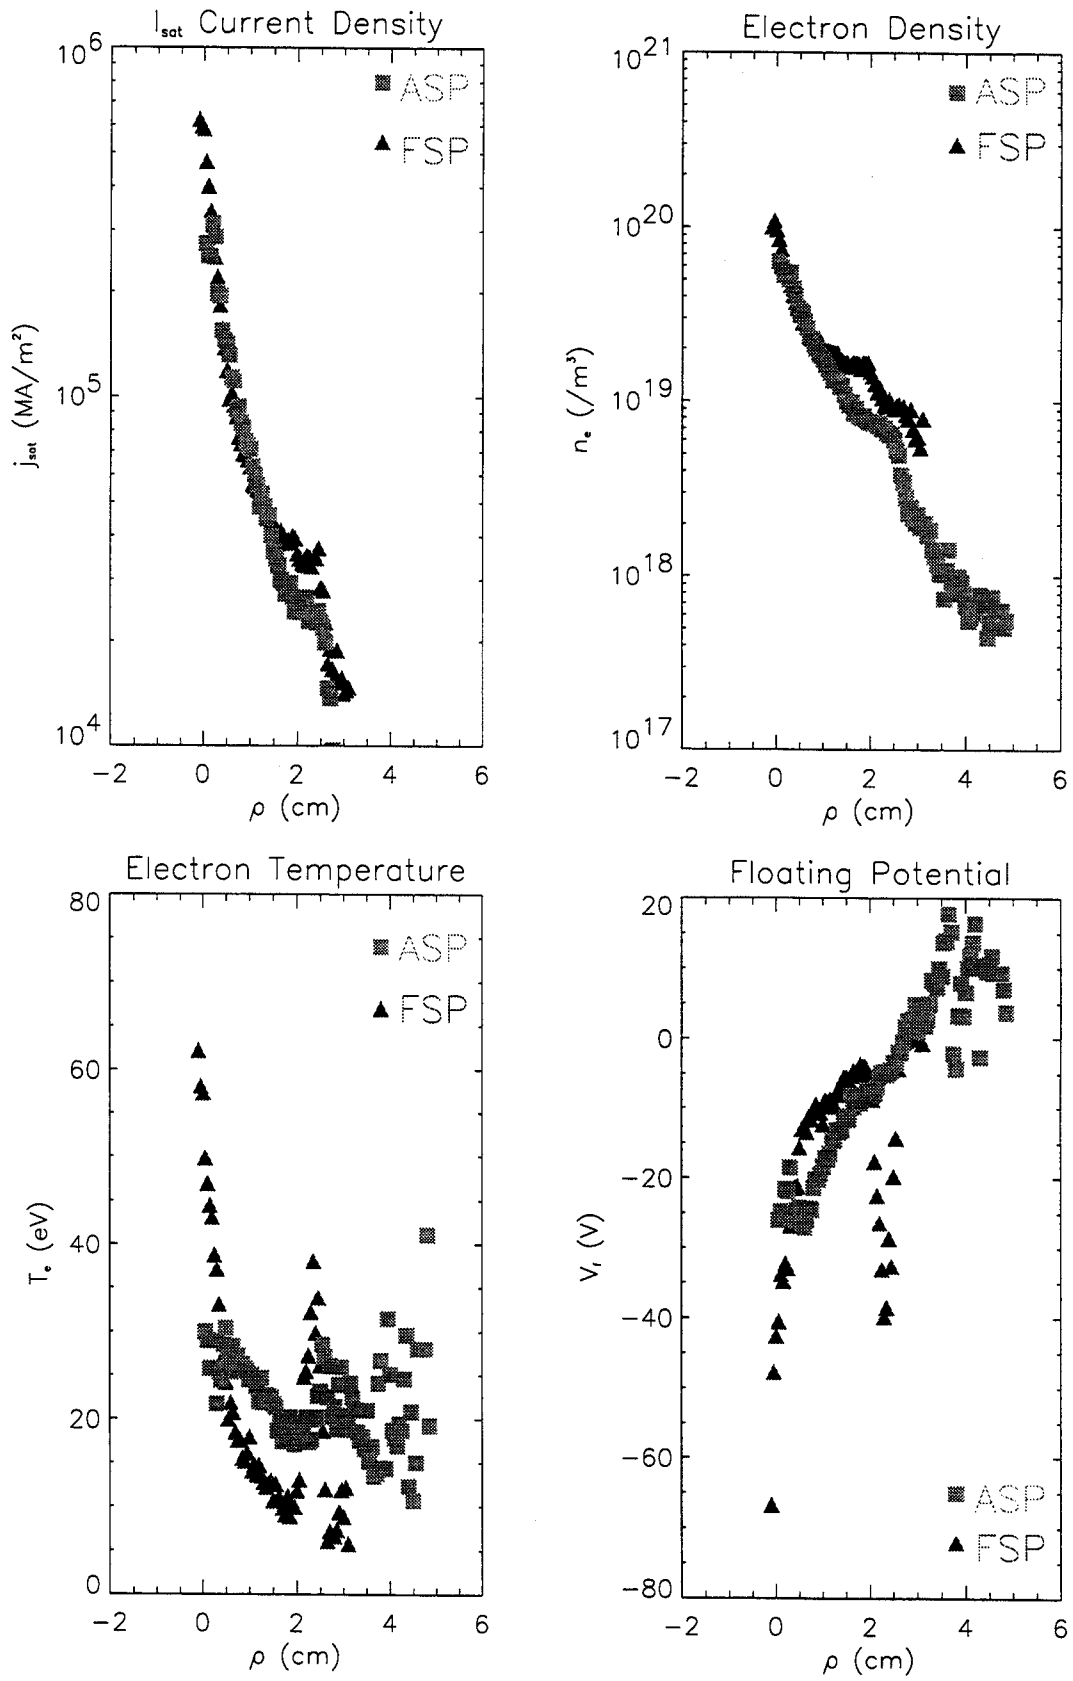 I_sat Current Density
10^6
10^5
10^4
j_sat (MA/m²)
ASP
FSP
−2 0 2 4 6
ρ (cm)
Electron Density
10^21
10^20
10^19
10^18
10^17
n_e (/m³)
ASP
FSP
−2 0 2 4 6
ρ (cm)
Electron Temperature
80
60
40
20
0
T_e (eV)
ASP
FSP
−2 0 2 4 6
ρ (cm)
Floating Potential
20
0
−20
−40
−60
−80
V_f (V)
ASP
FSP
−2 0 2 4 6
ρ (cm)